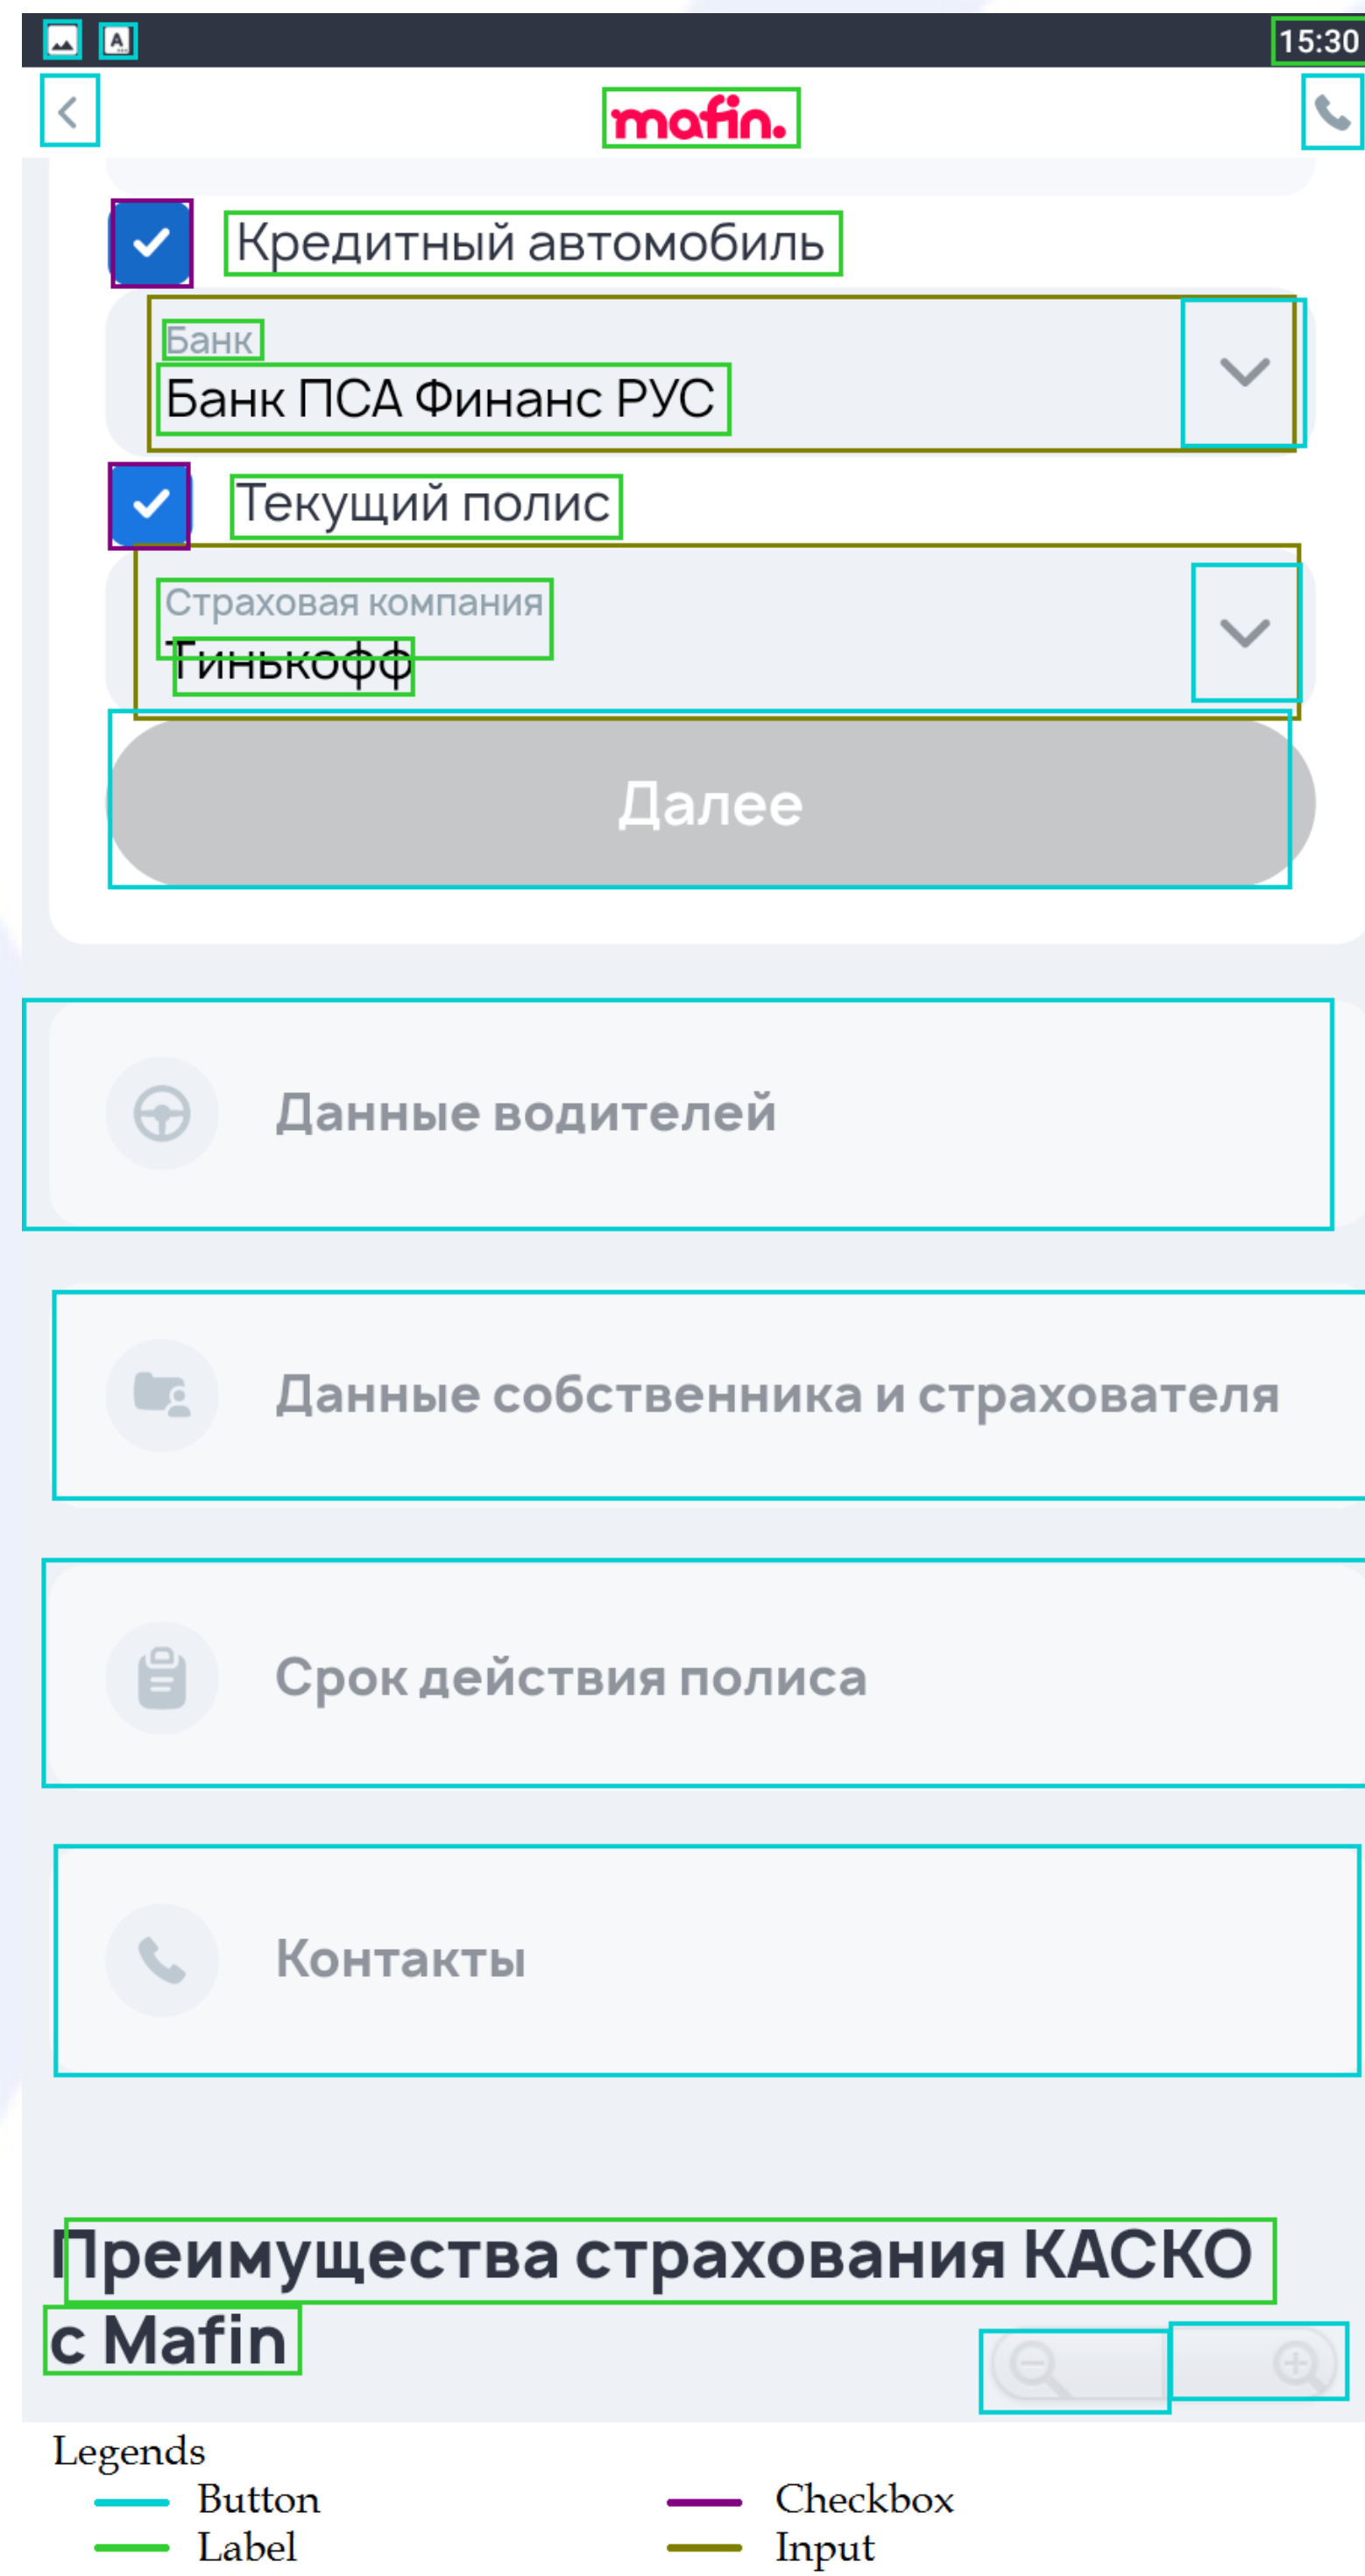 A
15:30
mafin.
Кредитный автомобиль
Банк
Банк ПСА Финанс РУС
Текущий полис
Страховая компания
Тинькофф
Далее
Данные водителей
Данные собственника и страхователя
Срок действия полиса
Контакты
Преимущества страхования КАСКО
с Mafin
Legends
Button
Checkbox
Label
Input